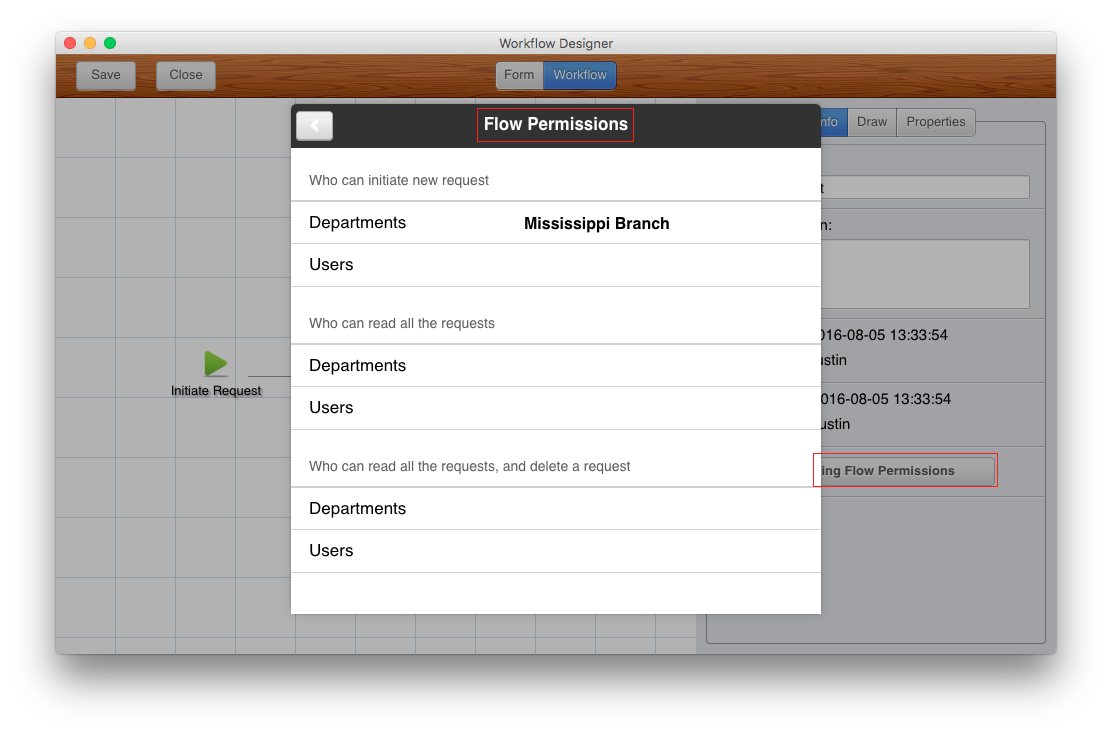 Workflow Designer
Save
Close
Form
Workflow
Flow Permissions
Draw
Properties
Who can initiate new request
Departments
Mississippi Branch
Users
Who can read all the requests
Departments
Users
Who can read all the requests, and delete a request
Departments
Users
Initiate Request
n:
016-08-05 13:33:54
ustin
016-08-05 13:33:54
ustin
ing Flow Permissions